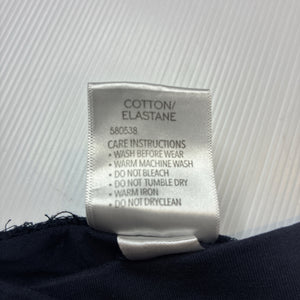 COTTON/
ELASTANE
580538
CARE INSTRUCTIONS
• WASH BEFORE WEAR
• WARM MACHINE WASH
• DO NOT BLEACH
• DO NOT TUMBLE DRY
• WARM IRON
• DO NOT DRYCLEAN